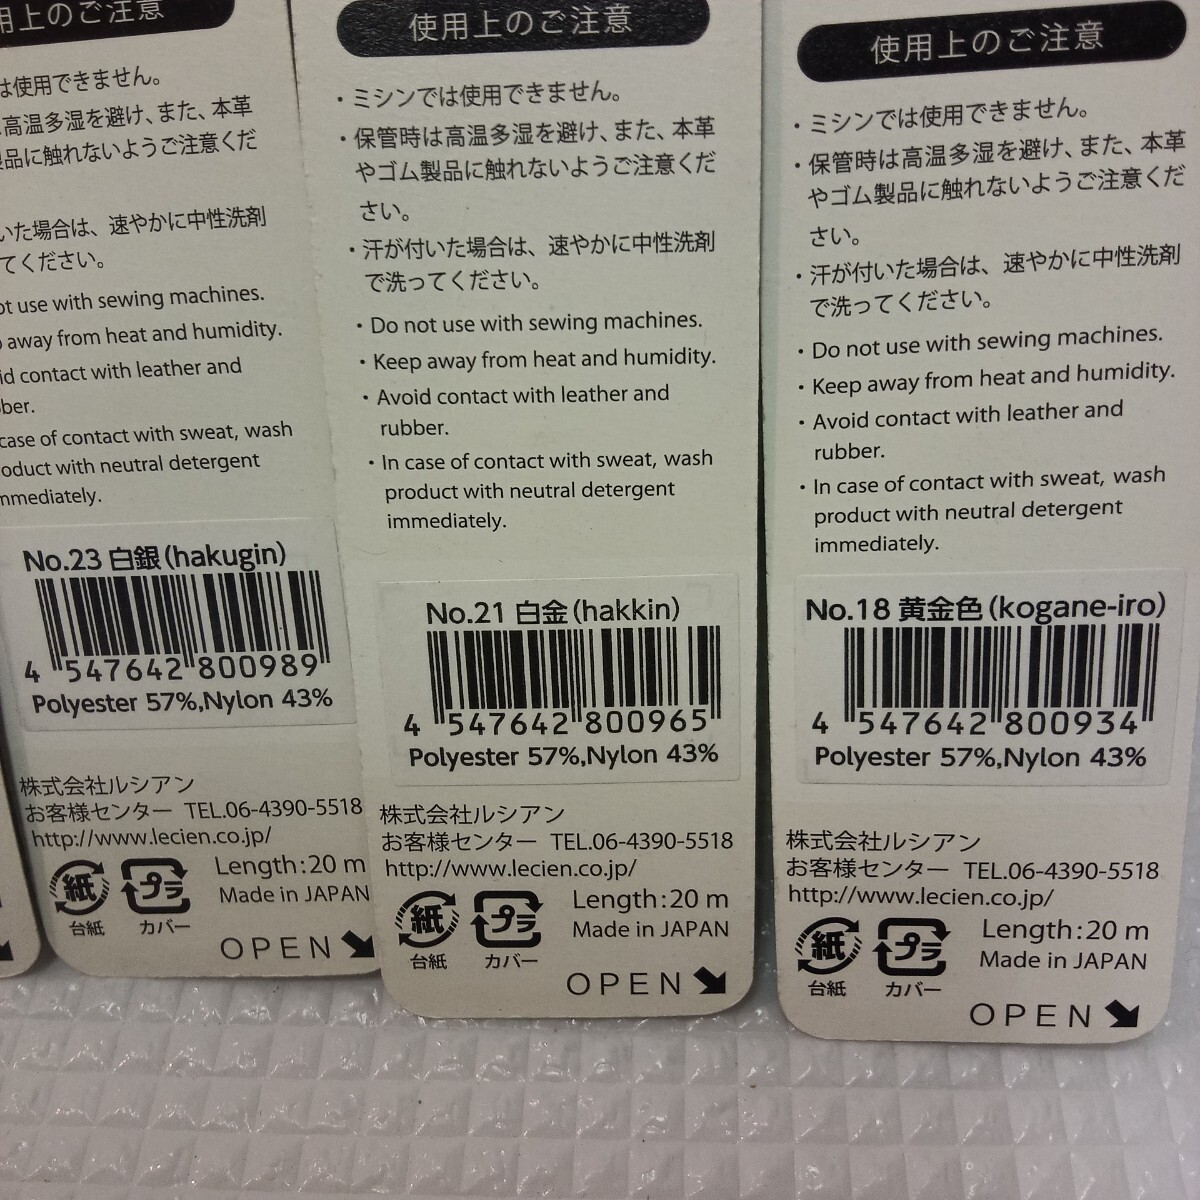 用上のご注意
は使用できません。
高温多湿を避け、また、本革
製品に触れないようご注意くだ
いた場合は、速やかに中性洗剤
てください。
ot use with sewing machines.
away from heat and humidity.
id contact with leather and
ber.
case of contact with sweat, wash
oduct with neutral detergent
mmediately.
No.23 白銀(hakugin)
4 547642 800989
Polyester 57%,Nylon 43%
株式会社ルシアン
お客様センター TEL.06-4390-5518
http://www.lecien.co.jp/
紙 プラ Length:20 m
台紙 カバー Made in JAPAN
OPEN
使用上のご注意
・ミシンでは使用できません。
・保管時は高温多湿を避け、また、本革
やゴム製品に触れないようご注意くだ
さい。
・汗が付いた場合は、速やかに中性洗剤
で洗ってください。
・Do not use with sewing machines.
・Keep away from heat and humidity.
・Avoid contact with leather and
rubber.
・In case of contact with sweat, wash
product with neutral detergent
immediately.
No.21 白金(hakkin)
4 547642 800965
Polyester 57%,Nylon 43%
株式会社ルシアン
お客様センター TEL.06-4390-5518
http://www.lecien.co.jp/
紙 プラ Length:20 m
台紙 カバー Made in JAPAN
OPEN
使用上のご注意
・ミシンでは使用できません。
・保管時は高温多湿を避け、また、本革
やゴム製品に触れないようご注意くだ
さい。
・汗が付いた場合は、速やかに中性洗剤
で洗ってください。
・Do not use with sewing machines.
・Keep away from heat and humidity.
・Avoid contact with leather and
rubber.
・In case of contact with sweat, wash
product with neutral detergent
immediately.
No.18 黄金色(kogane-iro)
4 547642 800934
Polyester 57%,Nylon 43%
株式会社ルシアン
お客様センター TEL.06-4390-5518
http://www.lecien.co.jp/
紙 プラ Length:20 m
台紙 カバー Made in JAPAN
OPEN